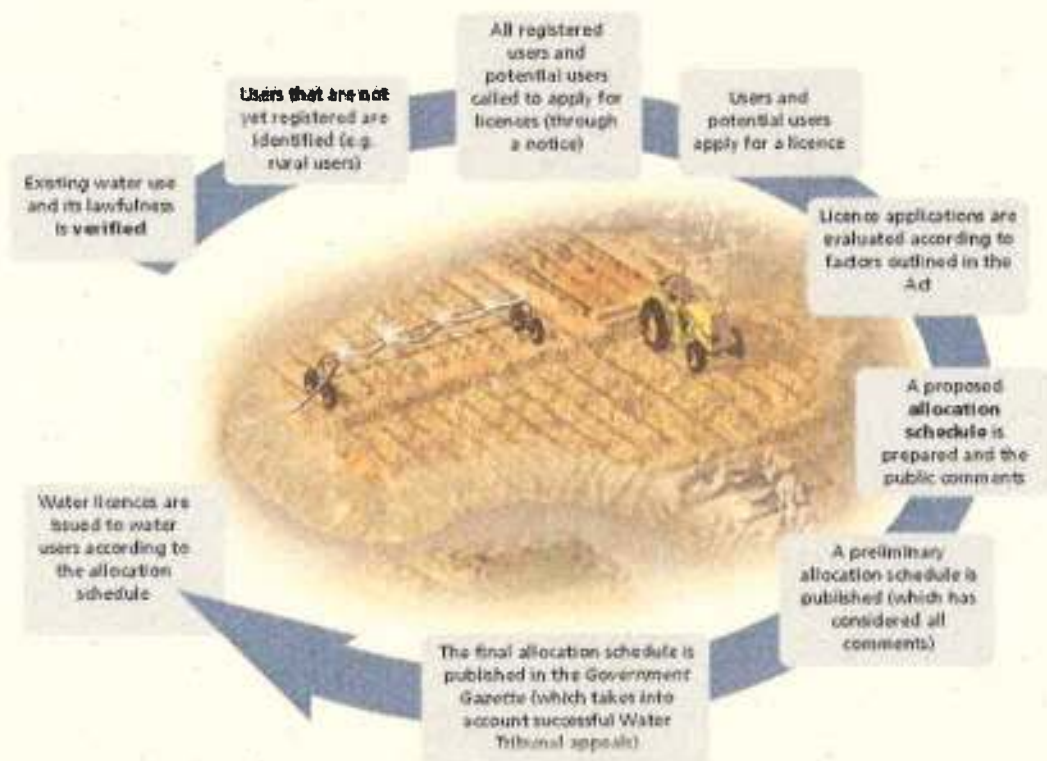 Existing water use
and its lawfulness
is verified
Users that are not
yet registered are
identified (e.g.
rural users)
All registered
users and
potential users
called to apply for
licenses (through
a notice)
Users and
potential users
apply for a licence
Licence applications are
evaluated according to
factors outlined in the
Act
A proposed
allocation
schedule is
prepared and the
public comments
A preliminary
allocation schedule is
published (which has
considered all
comments)
The final allocation schedule is
published in the Government
Gazette (which takes into
account successful Water
Tribunal appeals)
Water licences are
issued to water
users according to
the allocation
schedule